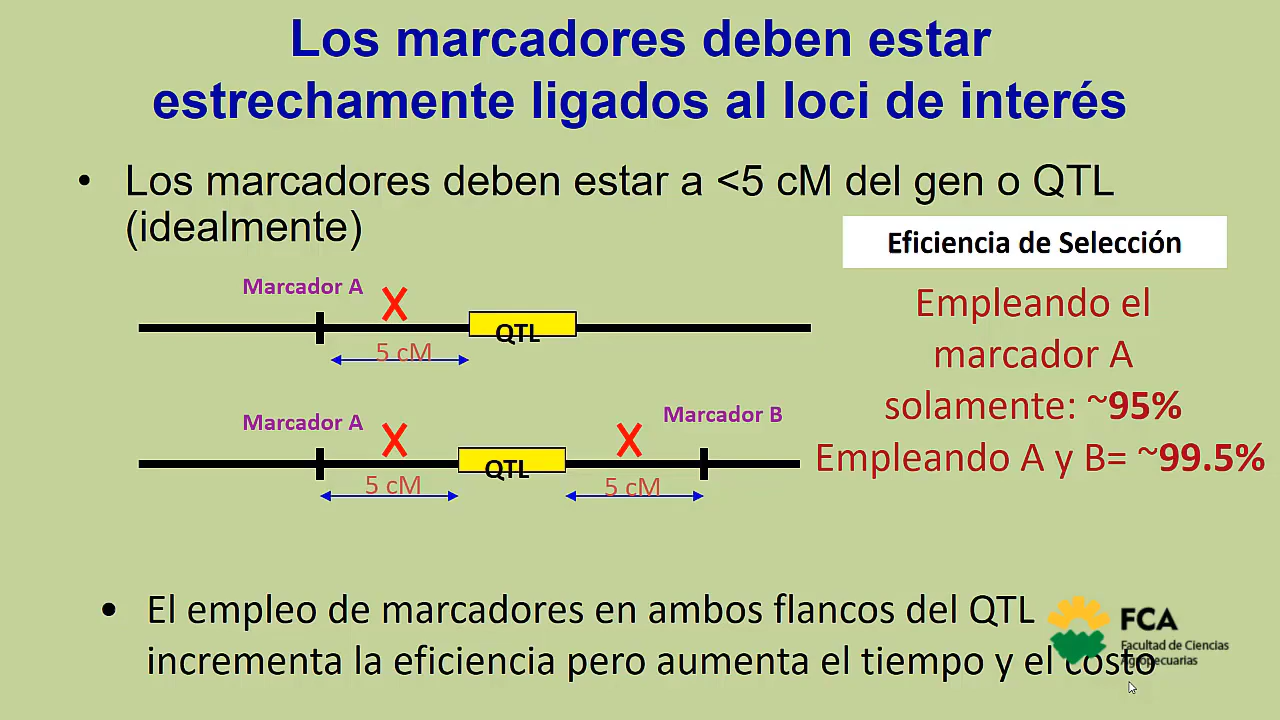 Los marcadores deben estar
estrechamente ligados al loci de interés
• Los marcadores deben estar a <5 cM del gen o QTL
(idealmente)
Eficiencia de Selección
Marcador A
QTL
5 cM
Empleando el
marcador A
solamente: ~95%
Empleando A y B= ~99.5%
Marcador A
Marcador B
QTL
5 cM
5 cM
• El empleo de marcadores en ambos flancos del QTL
incrementa la eficiencia pero aumenta el tiempo y el costo
FCA
Facultad de Ciencias
Agropecuarias